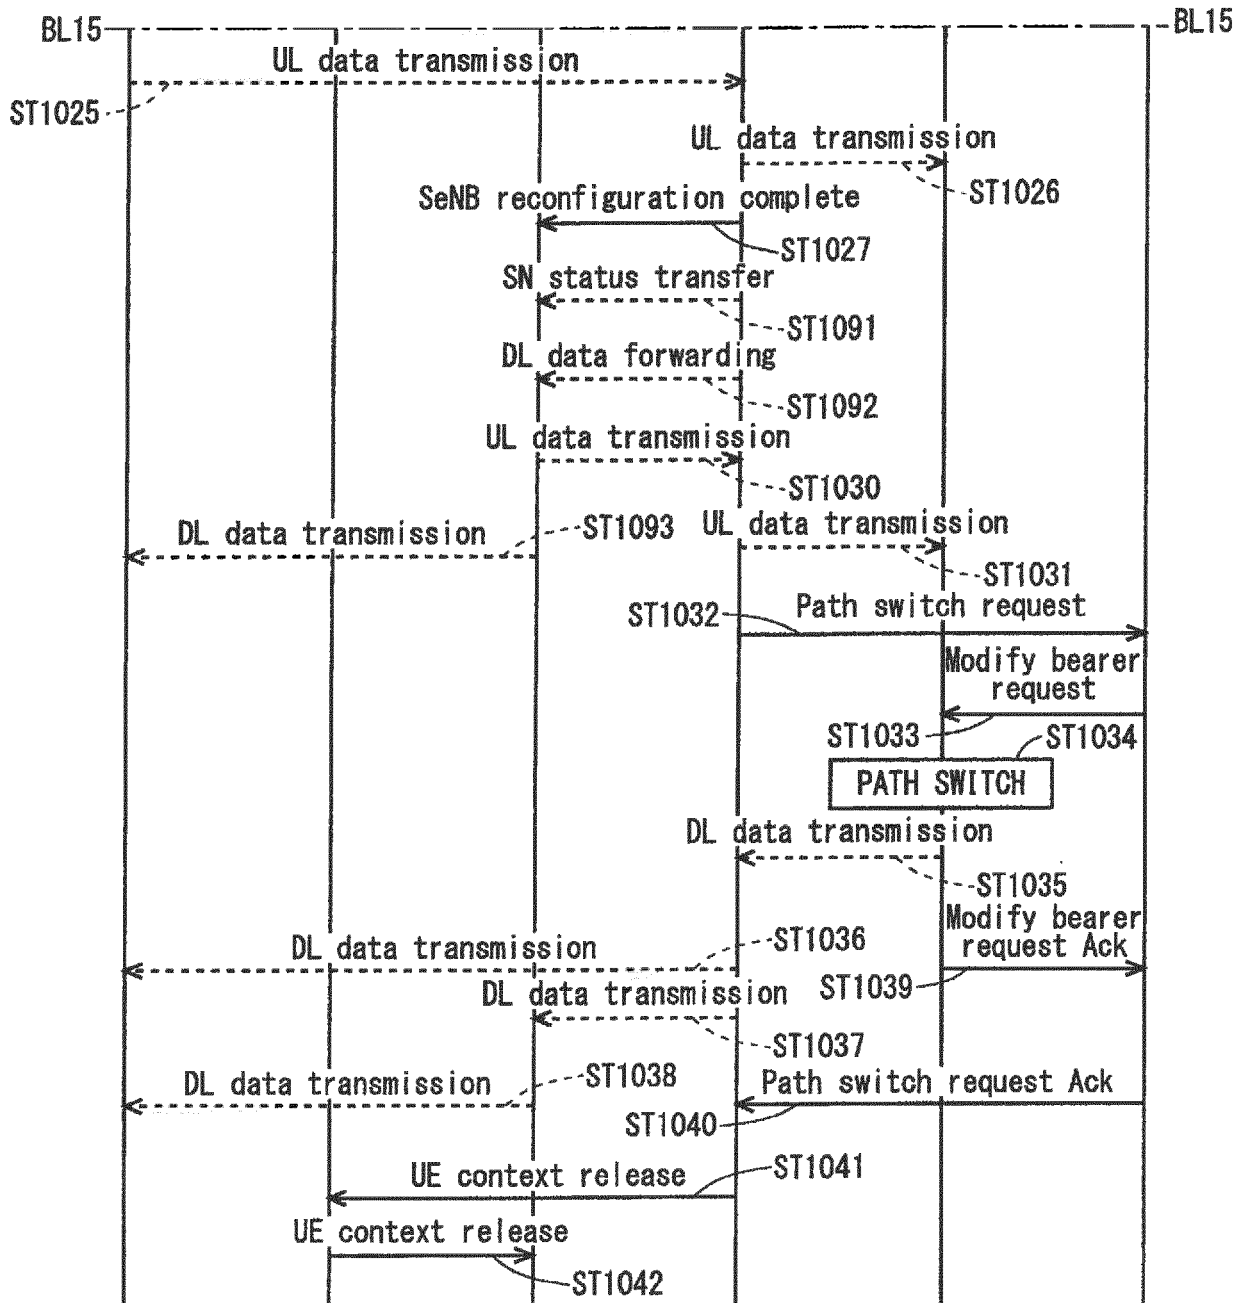 BL15
BL15
UL data transmission
ST1025
UL data transmission
ST1026
SeNB reconfiguration complete
ST1027
SN status transfer
ST1091
DL data forwarding
ST1092
UL data transmission
ST1030
DL data transmission
ST1093
UL data transmission
ST1031
ST1032
Path switch request
Modify bearer
request
ST1033
ST1034
PATH SWITCH
DL data transmission
ST1035
Modify bearer
request Ack
DL data transmission
ST1036
ST1039
DL data transmission
ST1037
DL data transmission
ST1038
Path switch request Ack
ST1040
UE context release
ST1041
UE context release
ST1042